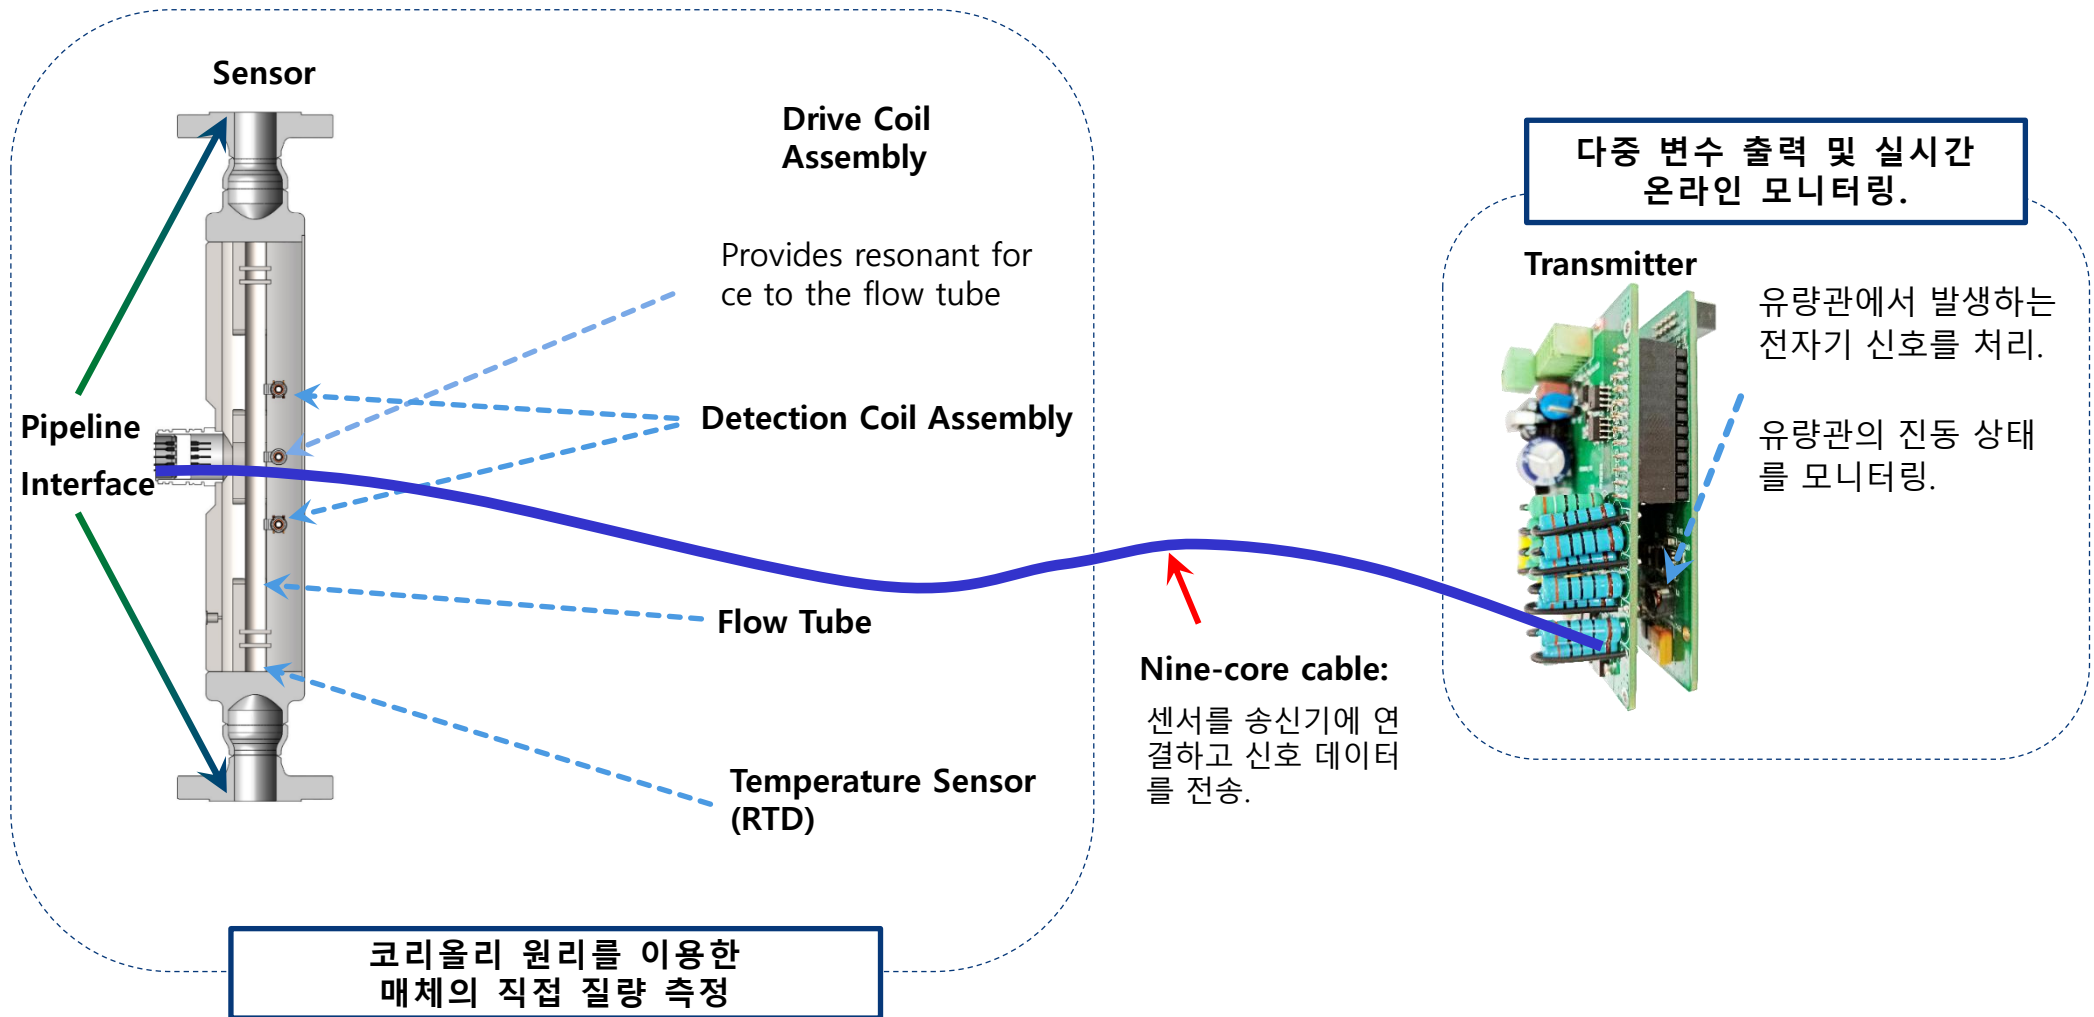 Sensor
Drive Coil
Assembly
Provides resonant for
ce to the flow tube
Detection Coil Assembly
Pipeline
Interface
Flow Tube
Temperature Sensor
(RTD)
코리올리 원리를 이용한
매체의 직접 질량 측정
Nine-core cable:
센서를 송신기에 연
결하고 신호 데이터
를 전송.
다중 변수 출력 및 실시간
온라인 모니터링.
Transmitter
유량관에서 발생하는
전자기 신호를 처리.
유량관의 진동 상태
를 모니터링.